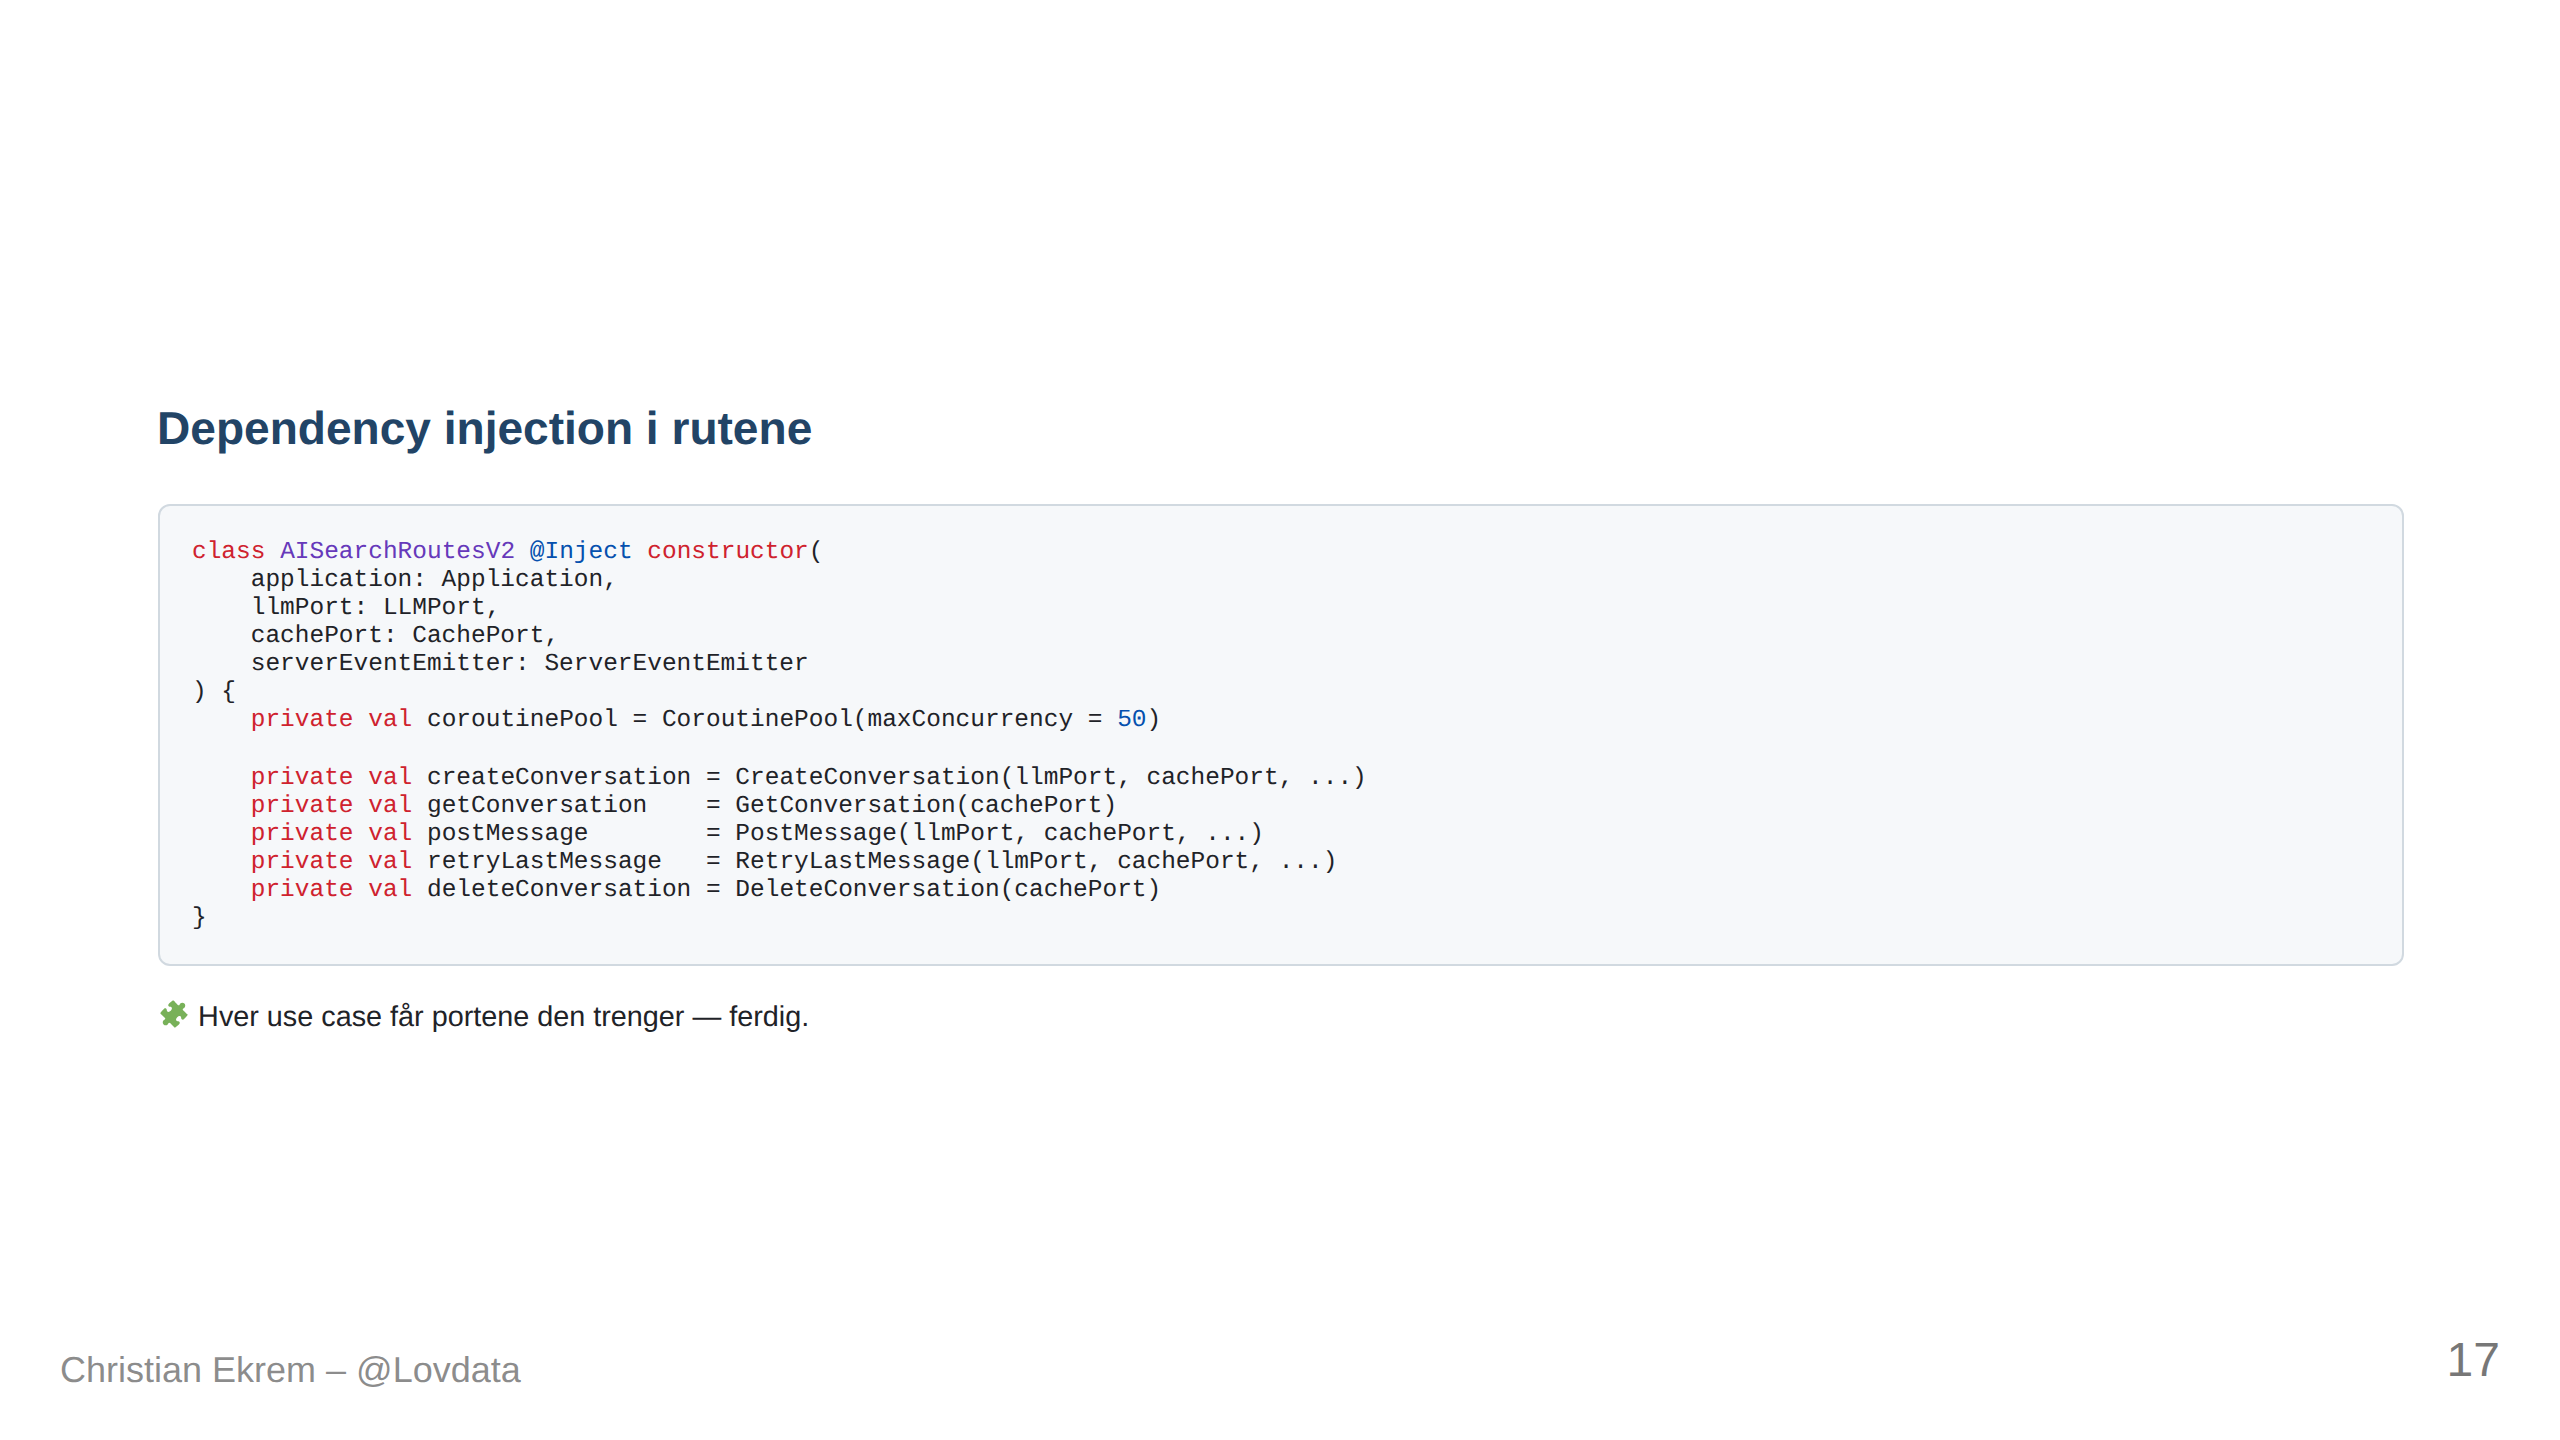 Dependency injection i rutene
class AISearchRoutesV2 @Inject constructor(
    application: Application,
    llmPort: LLMPort,
    cachePort: CachePort,
    serverEventEmitter: ServerEventEmitter
) {
    private val coroutinePool = CoroutinePool(maxConcurrency = 50)

    private val createConversation = CreateConversation(llmPort, cachePort, ...)
    private val getConversation    = GetConversation(cachePort)
    private val postMessage        = PostMessage(llmPort, cachePort, ...)
    private val retryLastMessage   = RetryLastMessage(llmPort, cachePort, ...)
    private val deleteConversation = DeleteConversation(cachePort)
}
🧩 Hver use case får portene den trenger — ferdig.
Christian Ekrem – @Lovdata
17